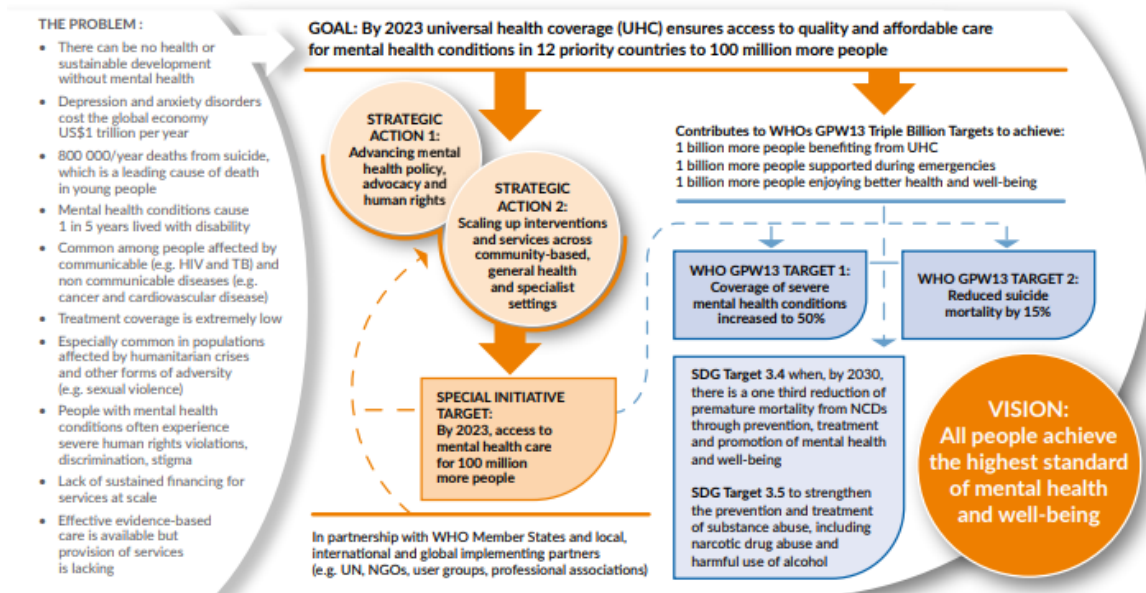 THE PROBLEM :
• There can be no health or
sustainable development
without mental health
• Depression and anxiety disorders
cost the global economy
US$1 trillion per year
• 800 000/year deaths from suicide,
which is a leading cause of death
in young people
• Mental health conditions cause
1 in 5 years lived with disability
• Common among people affected by
communicable (e.g. HIV and TB) and
non communicable diseases (e.g.
cancer and cardiovascular disease)
• Treatment coverage is extremely low
• Especially common in populations
affected by humanitarian crises
and other forms of adversity
(e.g. sexual violence)
• People with mental health
conditions often experience
severe human rights violations,
discrimination, stigma
• Lack of sustained financing for
services at scale
• Effective evidence-based
care is available but
provision of services
is lacking
GOAL: By 2023 universal health coverage (UHC) ensures access to quality and affordable care
for mental health conditions in 12 priority countries to 100 million more people
STRATEGIC
ACTION 1:
Advancing mental
health policy,
advocacy and
human rights
STRATEGIC
ACTION 2:
Scaling up interventions
and services across
community-based,
general health
and specialist
settings
SPECIAL INITIATIVE
TARGET:
By 2023, access to
mental health care
for 100 million
more people
In partnership with WHO Member States and local,
international and global implementing partners
(e.g. UN, NGOs, user groups, professional associations)
Contributes to WHOs GPW13 Triple Billion Targets to achieve:
1 billion more people benefiting from UHC
1 billion more people supported during emergencies
1 billion more people enjoying better health and well-being
WHO GPW13 TARGET 1:
Coverage of severe
mental health conditions
increased to 50%
WHO GPW13 TARGET 2:
Reduced suicide
mortality by 15%
SDG Target 3.4 when, by 2030,
there is a one third reduction of
premature mortality from NCDs
through prevention, treatment
and promotion of mental health
and well-being
SDG Target 3.5 to strengthen
the prevention and treatment
of substance abuse, including
narcotic drug abuse and
harmful use of alcohol
VISION:
All people achieve
the highest standard
of mental health
and well-being